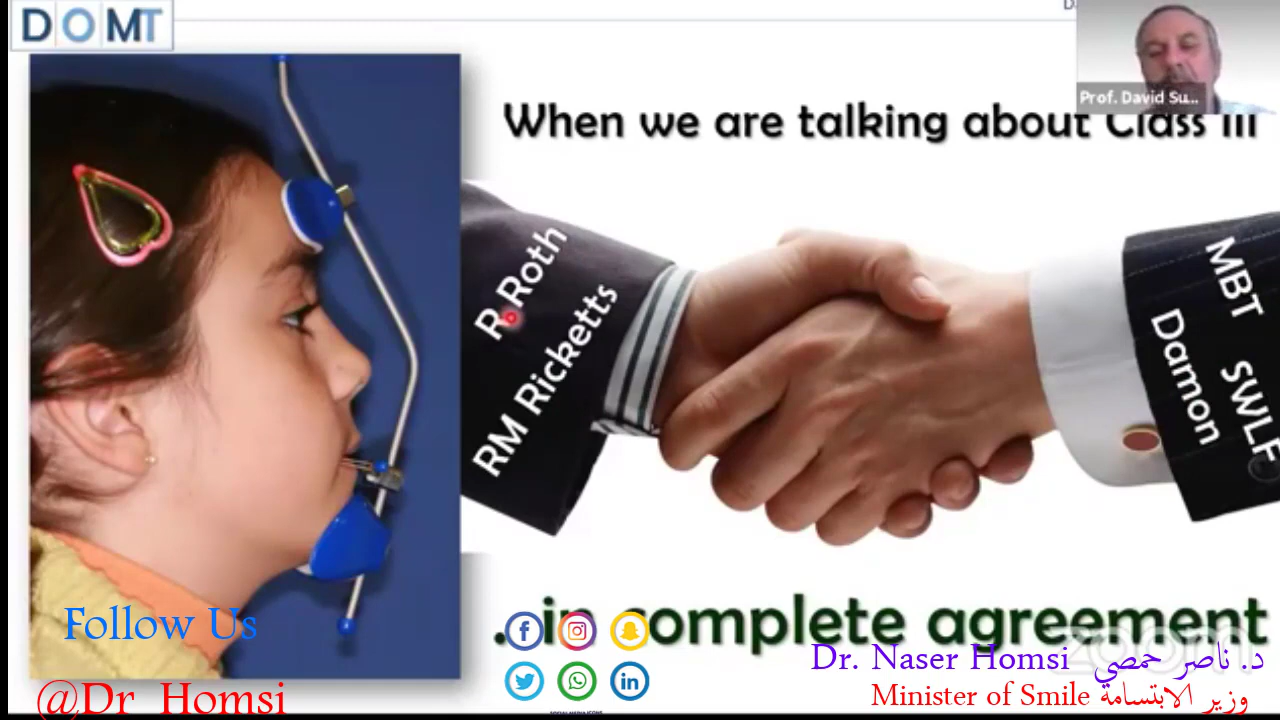 DOMT
Prof. David Su...
When we are talking about Class III
R. Roth
RM Ricketts
MBT
SWLF
Damon
..in complete agreement
zoom
Follow Us
@Dr_Homsi
Dr. Naser Homsi د. ناصر حمصي
Minister of Smile وزير الابتسامة